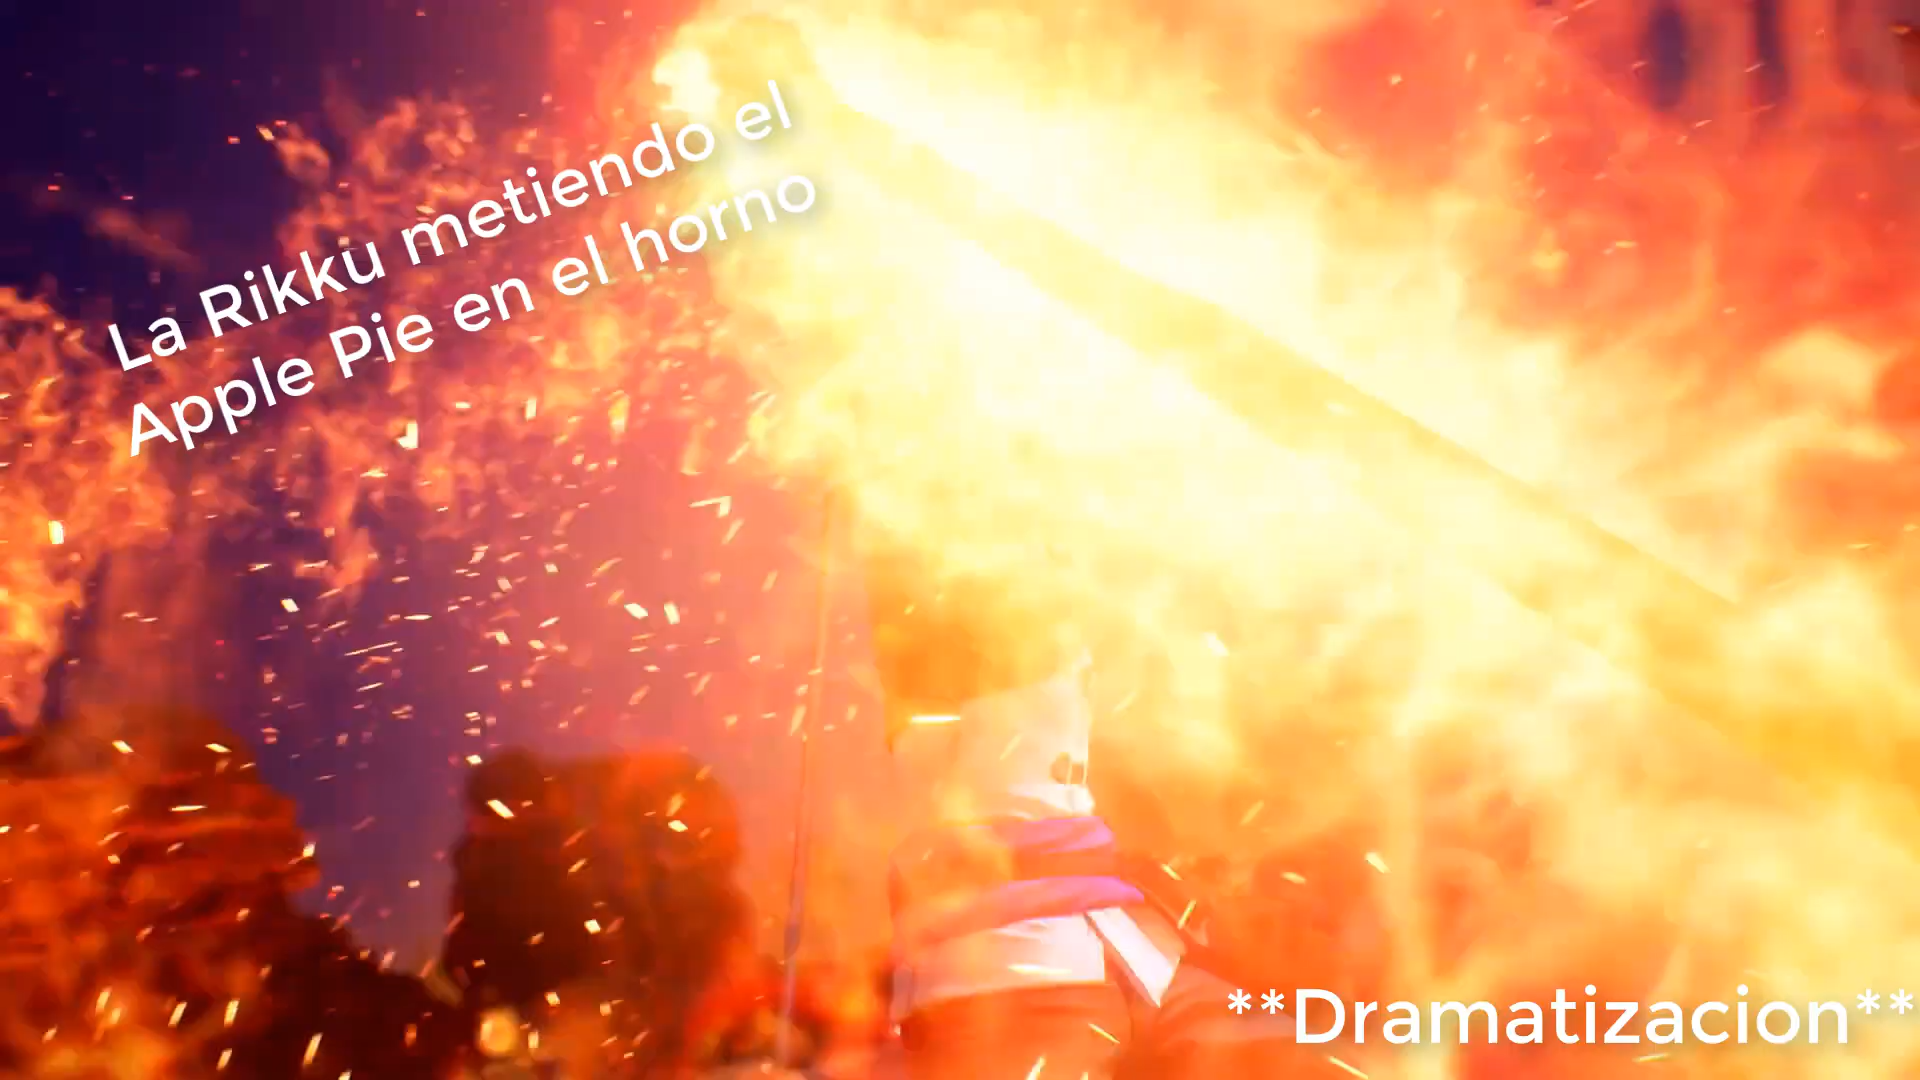 La Rikku metiendo el
Apple Pie en el horno
**Dramatizacion**